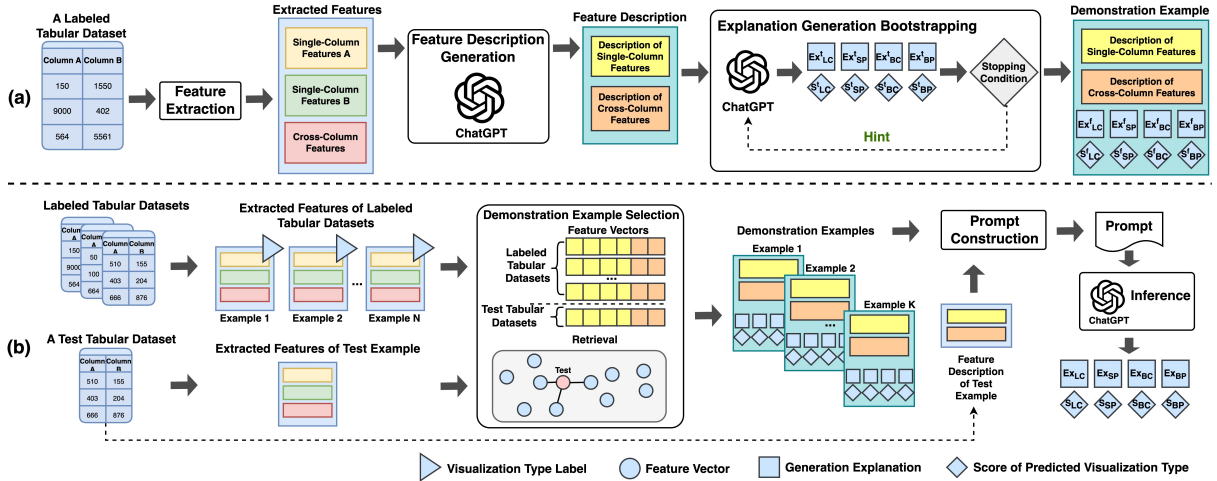 (a)
A Labeled
Tabular Dataset
Column A Column B
150 1550
9000 402
564 5561
Feature
Extraction
Extracted Features
Single-Column
Features A
Single-Column
Features B
Cross-Column
Features
Feature Description
Generation
ChatGPT
Feature Description
Description of
Single-Column
Features
Description of
Cross-Column
Features
Explanation Generation Bootstrapping
ChatGPT
Ex^t_LC Ex^t_SP Ex^t_BC Ex^t_BP
S^t_LC S^t_SP S^t_BC S^t_BP
Stopping
Condition
Hint
Demonstration Example
Description of
Single-Column Features
Description of
Cross-Column Features
Ex^f_LC Ex^f_SP Ex^f_BC Ex^f_BP
S^f_LC S^f_SP S^f_BC S^f_BP
(b)
Labeled Tabular Datasets
Column A
150
9000
564
Column A
50
100
664
Column A Column B
510 155
403 204
666 876
Extracted Features of Labeled
Tabular Datasets
...
Example 1 Example 2 Example N
A Test Tabular Dataset
Column A Column B
510 155
403 204
666 876
Extracted Features of Test Example
Demonstration Example Selection
Feature Vectors
Labeled
Tabular
Datasets
...
Test Tabular
Datasets
Retrieval
Test
Demonstration Examples
Example 1
Example 2
...
Example K
Prompt
Construction
Feature
Description
of Test
Example
Prompt
Inference
ChatGPT
Ex_LC Ex_SP Ex_BC Ex_BP
S_LC S_SP S_BC S_BP
Visualization Type Label
Feature Vector
Generation Explanation
Score of Predicted Visualization Type